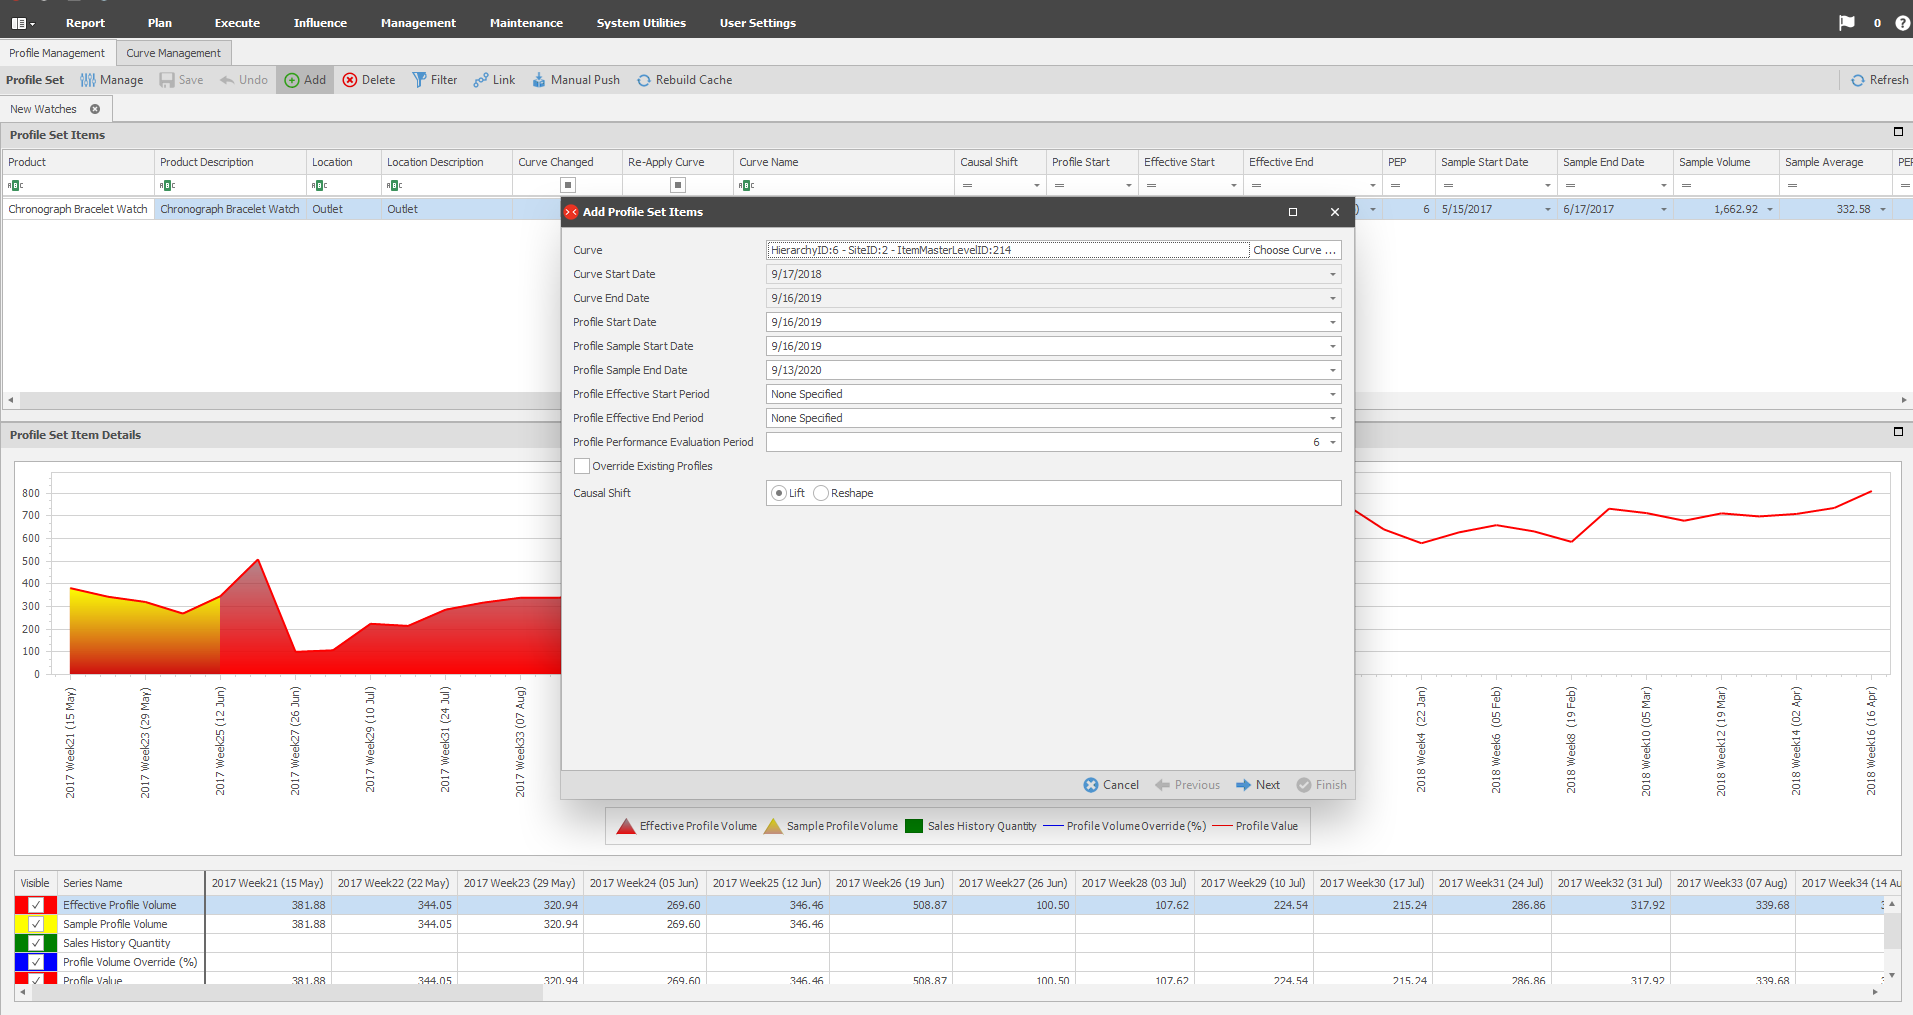 Report Plan Execute Influence Management Maintenance System Utilities User Settings 0 ?
Profile Management Curve Management
Profile Set Manage Save Undo Add Delete Filter Link Manual Push Rebuild Cache Refresh
New Watches
Profile Set Items
Product Product Description Location Location Description Curve Changed Re-Apply Curve Curve Name Causal Shift Profile Start Effective Start Effective End PEP Sample Start Date Sample End Date Sample Volume Sample Average PEP
ABC ABC ABC ABC ABC = = = = = = = = = =
Chronograph Bracelet Watch Chronograph Bracelet Watch Outlet Outlet ) 6 5/15/2017 6/17/2017 1,662.92 332.58
Add Profile Set Items
Curve HierarchyID:6 - SiteID:2 - ItemMasterLevelID:214 Choose Curve ...
Curve Start Date 9/17/2018
Curve End Date 9/16/2019
Profile Start Date 9/16/2019
Profile Sample Start Date 9/16/2019
Profile Sample End Date 9/13/2020
Profile Effective Start Period None Specified
Profile Effective End Period None Specified
Profile Performance Evaluation Period 6
Override Existing Profiles
Causal Shift Lift Reshape
Cancel Previous Next Finish
Profile Set Item Details
800
700
600
500
400
300
200
100
0
2017 Week21 (15 May)
2017 Week23 (29 May)
2017 Week25 (12 Jun)
2017 Week27 (26 Jun)
2017 Week29 (10 Jul)
2017 Week31 (24 Jul)
2017 Week33 (07 Aug)
2018 Week4 (22 Jan)
2018 Week6 (05 Feb)
2018 Week8 (19 Feb)
2018 Week10 (05 Mar)
2018 Week12 (19 Mar)
2018 Week14 (02 Apr)
2018 Week16 (16 Apr)
Effective Profile Volume Sample Profile Volume Sales History Quantity Profile Volume Override (%) Profile Value
Visible Series Name 2017 Week21 (15 May) 2017 Week22 (22 May) 2017 Week23 (29 May) 2017 Week24 (05 Jun) 2017 Week25 (12 Jun) 2017 Week26 (19 Jun) 2017 Week27 (26 Jun) 2017 Week28 (03 Jul) 2017 Week29 (10 Jul) 2017 Week30 (17 Jul) 2017 Week31 (24 Jul) 2017 Week32 (31 Jul) 2017 Week33 (07 Aug) 2017 Week34 (14 Au
Effective Profile Volume 381.88 344.05 320.94 269.60 346.46 508.87 100.50 107.62 224.54 215.24 286.86 317.92 339.68
Sample Profile Volume 381.88 344.05 320.94 269.60 346.46
Sales History Quantity
Profile Volume Override (%)
Profile Value 381.88 344.05 320.94 269.60 346.46 508.87 100.50 107.62 224.54 215.24 286.86 317.92 339.68